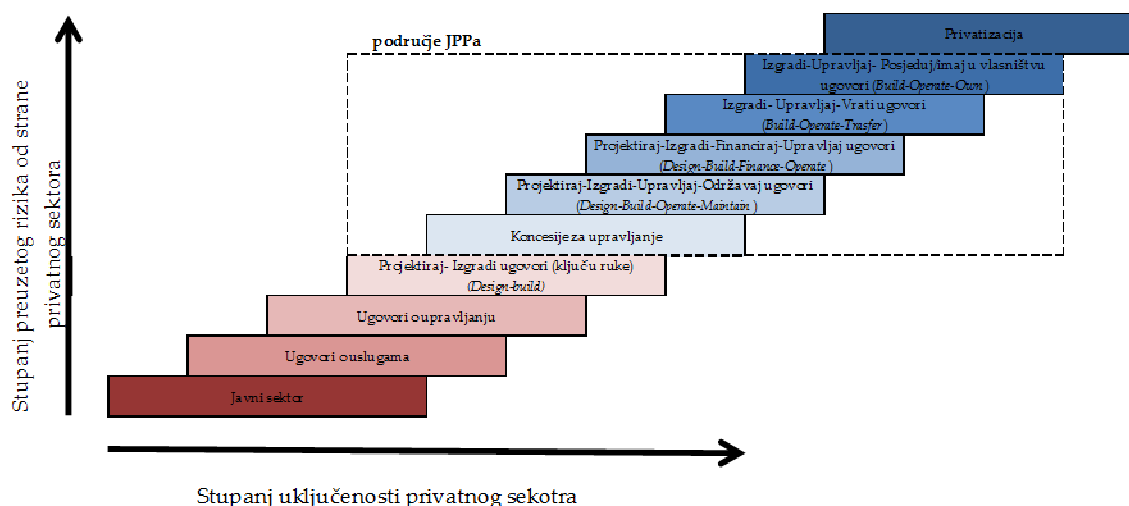 Stupanj preuzetog rizika od strane
privatnog sektora
područje JPPa
Privatizacija
Izgradi-Upravljaj- Posjeduj/imaj u vlasništvu
ugovori (Build-Operate-Own)
Izgradi- Upravljaj-Vrati ugovori
(Build-Operate-Trasfer)
Projektiraj-Izgradi-Financiraj-Upravljaj ugovori
(Design-Build-Finance-Operate)
Projektiraj-Izgradi-Upravljaj-Održavaj ugovori
(Design-Build-Operate-Maintain)
Koncesije za upravljanje
Projektiraj- Izgradi ugovori (ključ u ruke)
(Design-build)
Ugovori o upravljanju
Ugovori o uslugama
Javni sektor
Stupanj uključenosti privatnog sekotra